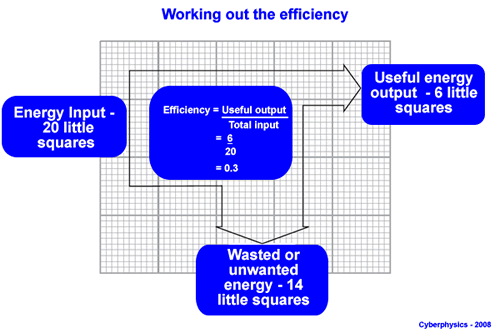 Working out the efficiency
Useful energy
output - 6 little
squares
Energy Input -
20 little
squares
Efficiency = Useful output
Total input
= 6
20
= 0.3
Wasted or
unwanted
energy - 14
little squares
Cyberphysics - 2008